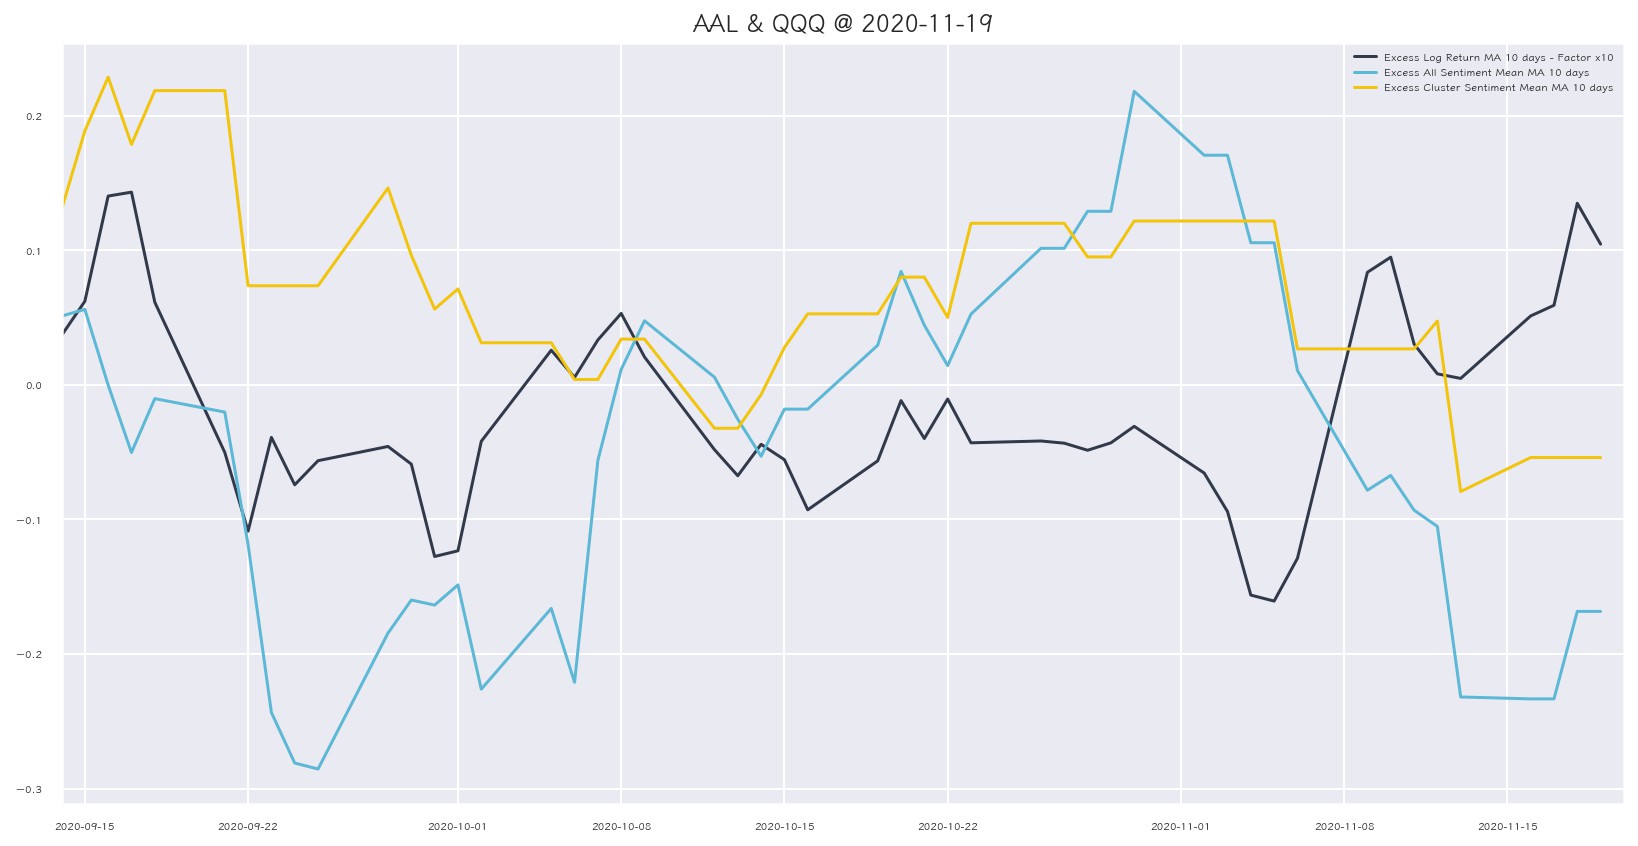 AAL & QQQ @ 2020-11-19
Excess Log Return MA 10 days - Factor x10
Excess All Sentiment Mean MA 10 days
Excess Cluster Sentiment Mean MA 10 days
0.2
0.1
0.0
−0.1
−0.2
−0.3
2020-09-15 2020-09-22 2020-10-01 2020-10-08 2020-10-15 2020-10-22 2020-11-01 2020-11-08 2020-11-15